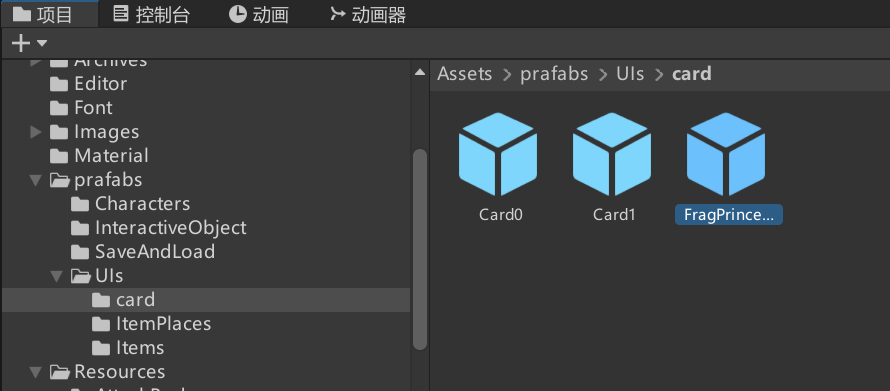 项目 控制台 动画 动画器
Archives
Editor
Font
Images
Material
prafabs
Characters
InteractiveObject
SaveAndLoad
UIs
card
ItemPlaces
Items
Resources
Assets > prafabs > UIs > card
Card0 Card1 FragPrince...